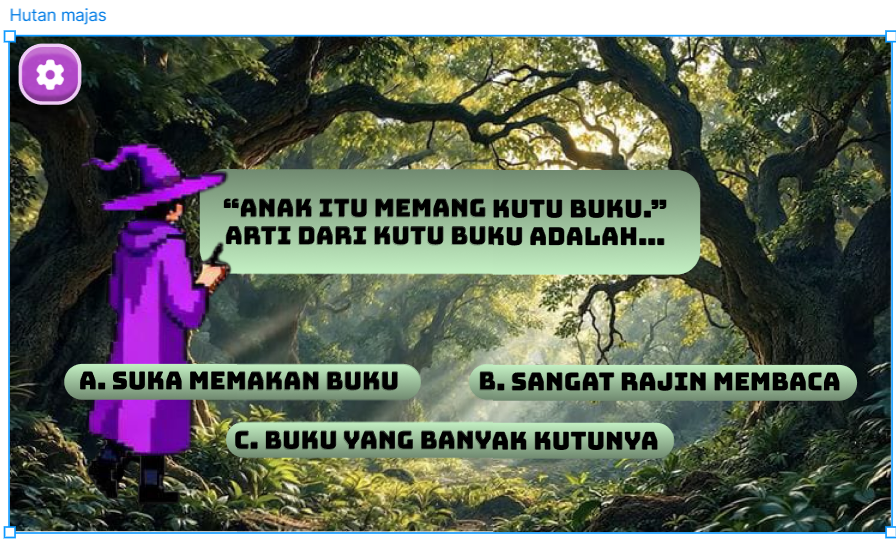 Hutan majas
“ANAK ITU MEMANG KUTU BUKU.”
ARTI DARI KUTU BUKU ADALAH...
A. SUKA MEMAKAN BUKU
B. SANGAT RAJIN MEMBACA
C. BUKU YANG BANYAK KUTUNYA